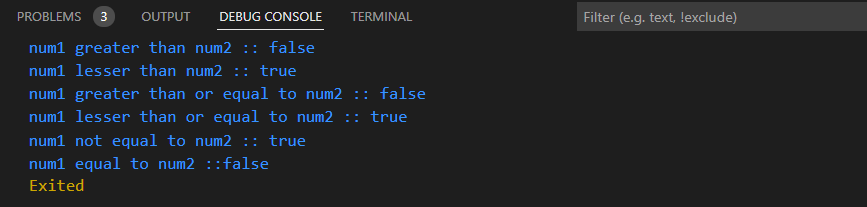 PROBLEMS 3 OUTPUT DEBUG CONSOLE TERMINAL Filter (e.g. text, !exclude)
num1 greater than num2 :: false
num1 lesser than num2 :: true
num1 greater than or equal to num2 :: false
num1 lesser than or equal to num2 :: true
num1 not equal to num2 :: true
num1 equal to num2 ::false
Exited